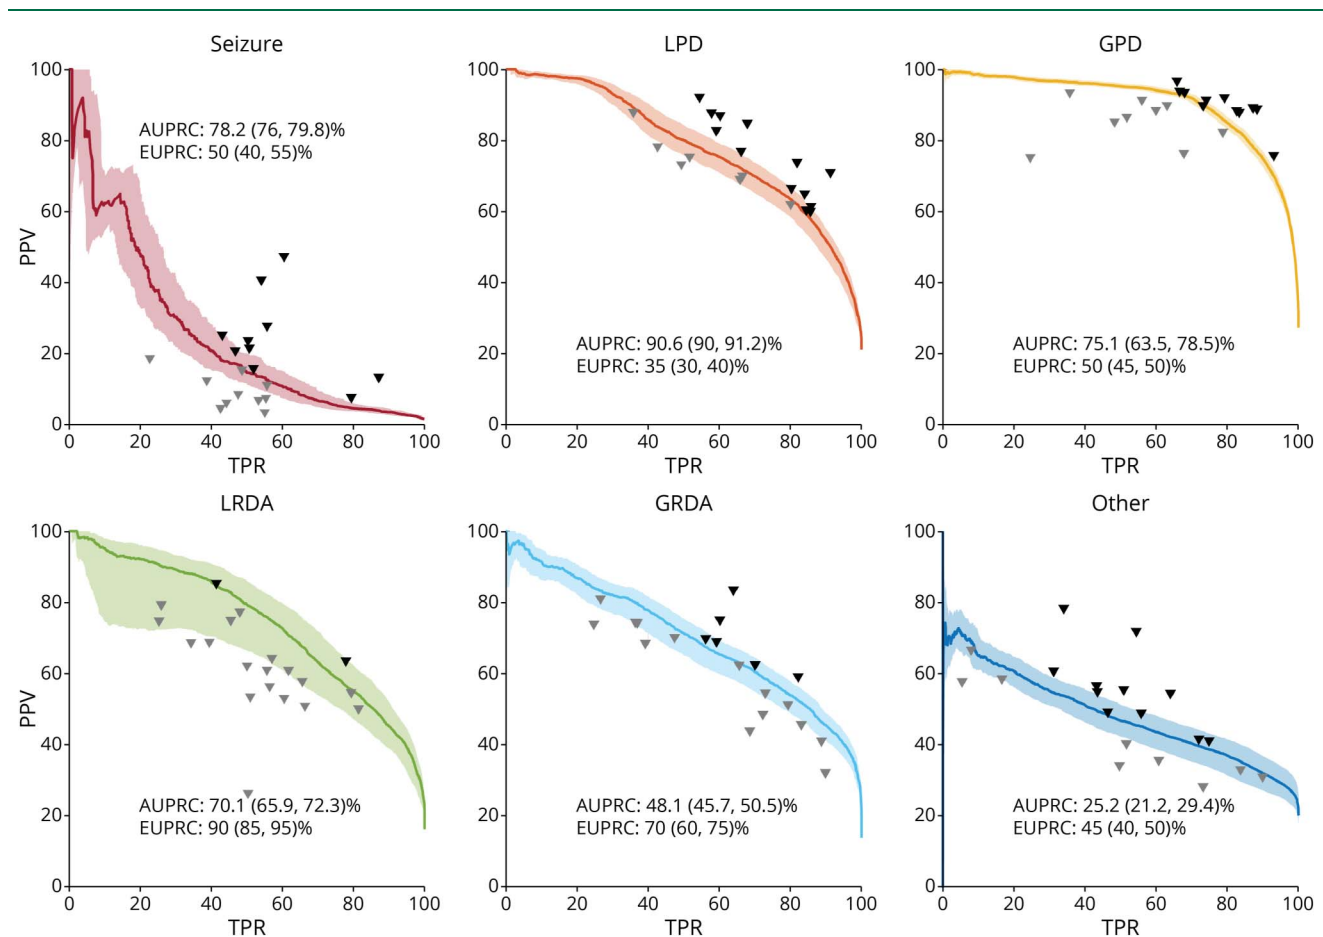 Seizure
100
80
60
40
20
0
PPV
AUPRC: 78.2 (76, 79.8)%
EUPRC: 50 (40, 55)%
0 20 40 60 80 100
TPR
LPD
100
80
60
40
20
0
AUPRC: 90.6 (90, 91.2)%
EUPRC: 35 (30, 40)%
0 20 40 60 80 100
TPR
GPD
100
80
60
40
20
0
AUPRC: 75.1 (63.5, 78.5)%
EUPRC: 50 (45, 50)%
0 20 40 60 80 100
TPR
LRDA
100
80
60
40
20
0
PPV
AUPRC: 70.1 (65.9, 72.3)%
EUPRC: 90 (85, 95)%
0 20 40 60 80 100
TPR
GRDA
100
80
60
40
20
0
AUPRC: 48.1 (45.7, 50.5)%
EUPRC: 70 (60, 75)%
0 20 40 60 80 100
TPR
Other
100
80
60
40
20
0
AUPRC: 25.2 (21.2, 29.4)%
EUPRC: 45 (40, 50)%
0 20 40 60 80 100
TPR